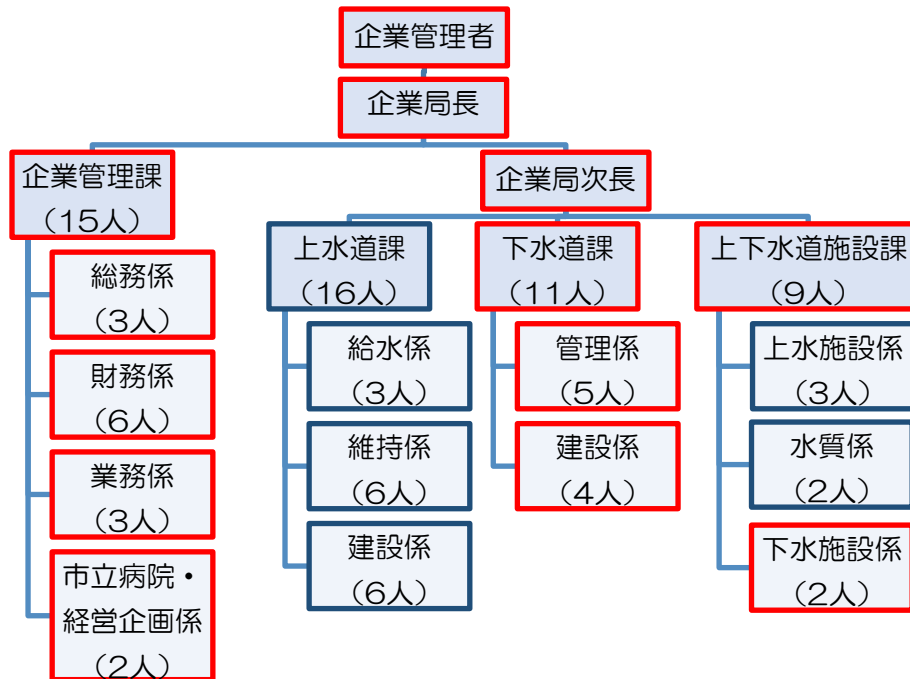 企業管理者
企業局長
企業管理課
（15人）
企業局次長
総務係
（3人）
財務係
（6人）
業務係
（3人）
市立病院・
経営企画係
（2人）
上水道課
（16人）
給水係
（3人）
維持係
（6人）
建設係
（6人）
下水道課
（11人）
管理係
（5人）
建設係
（4人）
上下水道施設課
（9人）
上水施設係
（3人）
水質係
（2人）
下水施設係
（2人）